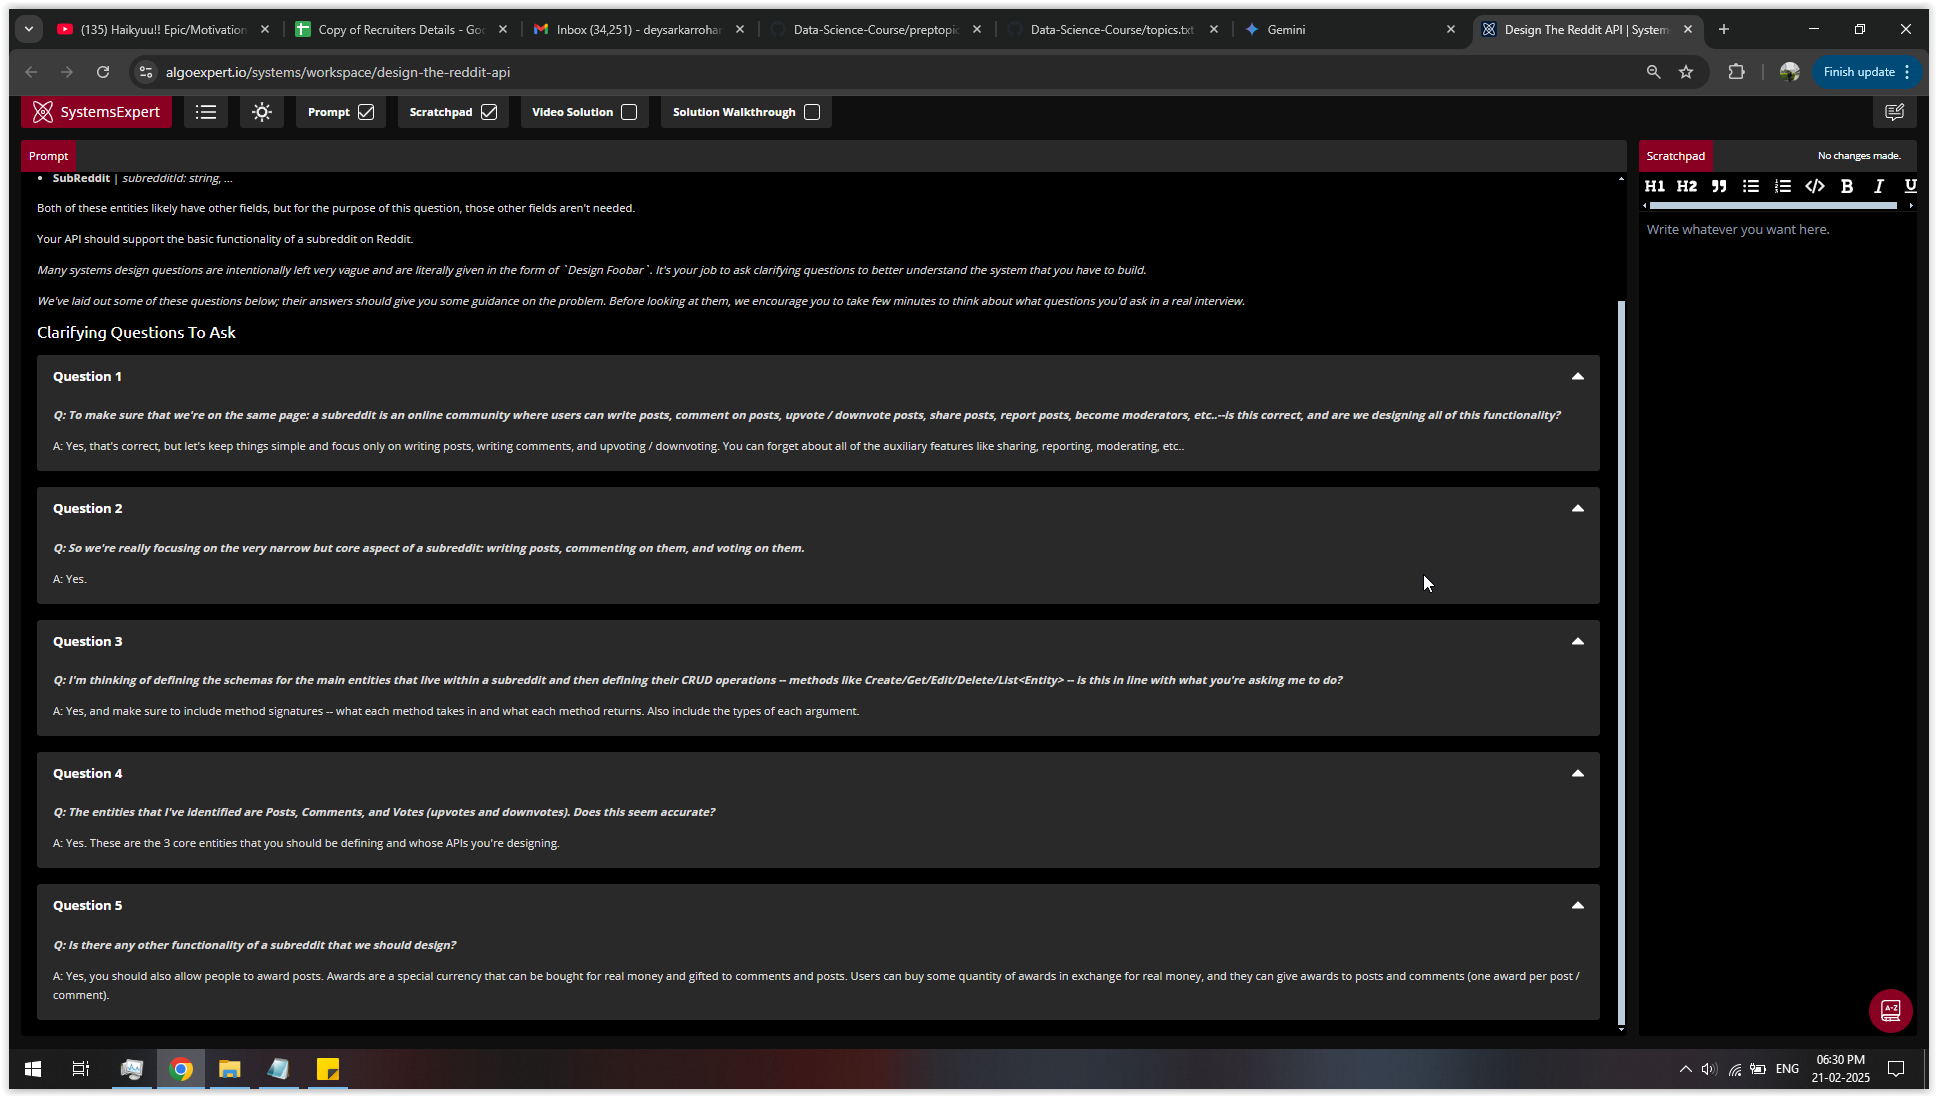 (135) Haikyuu!! Epic/Motivation
Copy of Recruiters Details - Goo
Inbox (34,251) - deysarkarrohan
Data-Science-Course/preptopic
Data-Science-Course/topics.txt
Gemini
Design The Reddit API | System
algoexpert.io/systems/workspace/design-the-reddit-api
Finish update
SystemsExpert
Prompt
Scratchpad
Video Solution
Solution Walkthrough
Prompt
• SubReddit | subredditId: string, ...
Both of these entities likely have other fields, but for the purpose of this question, those other fields aren't needed.
Your API should support the basic functionality of a subreddit on Reddit.
Many systems design questions are intentionally left very vague and are literally given in the form of `Design Foobar`. It's your job to ask clarifying questions to better understand the system that you have to build.
We've laid out some of these questions below; their answers should give you some guidance on the problem. Before looking at them, we encourage you to take few minutes to think about what questions you'd ask in a real interview.
Clarifying Questions To Ask
Question 1
Q: To make sure that we're on the same page: a subreddit is an online community where users can write posts, comment on posts, upvote / downvote posts, share posts, report posts, become moderators, etc..--is this correct, and are we designing all of this functionality?
A: Yes, that's correct, but let's keep things simple and focus only on writing posts, writing comments, and upvoting / downvoting. You can forget about all of the auxiliary features like sharing, reporting, moderating, etc..
Question 2
Q: So we're really focusing on the very narrow but core aspect of a subreddit: writing posts, commenting on them, and voting on them.
A: Yes.
Question 3
Q: I'm thinking of defining the schemas for the main entities that live within a subreddit and then defining their CRUD operations -- methods like Create/Get/Edit/Delete/List<Entity> -- is this in line with what you're asking me to do?
A: Yes, and make sure to include method signatures -- what each method takes in and what each method returns. Also include the types of each argument.
Question 4
Q: The entities that I've identified are Posts, Comments, and Votes (upvotes and downvotes). Does this seem accurate?
A: Yes. These are the 3 core entities that you should be defining and whose APIs you're designing.
Question 5
Q: Is there any other functionality of a subreddit that we should design?
A: Yes, you should also allow people to award posts. Awards are a special currency that can be bought for real money and gifted to comments and posts. Users can buy some quantity of awards in exchange for real money, and they can give awards to posts and comments (one award per post /
comment).
Scratchpad
No changes made.
H1 H2 B I U
Write whatever you want here.
A-Z
ENG
06:30 PM
21-02-2025